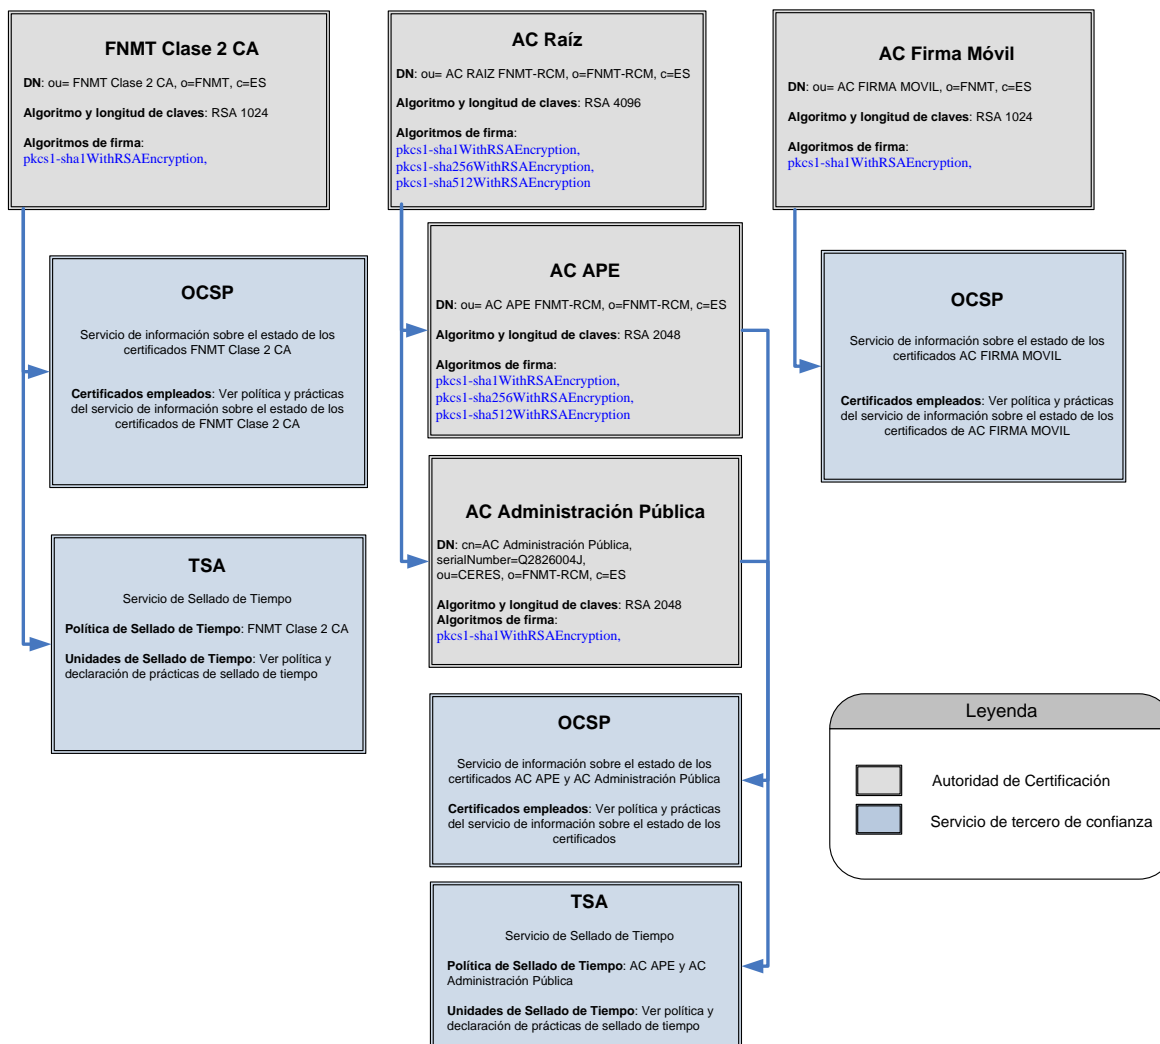 FNMT Clase 2 CA
DN: ou= FNMT Clase 2 CA, o=FNMT, c=ES
Algoritmo y longitud de claves: RSA 1024
Algoritmos de firma:
pkcs1-sha1WithRSAEncryption,
OCSP
Servicio de información sobre el estado de los
certificados FNMT Clase 2 CA
Certificados empleados: Ver política y prácticas
del servicio de información sobre el estado de los
certificados de FNMT Clase 2 CA
TSA
Servicio de Sellado de Tiempo
Política de Sellado de Tiempo: FNMT Clase 2 CA
Unidades de Sellado de Tiempo: Ver política y
declaración de prácticas de sellado de tiempo
AC Raíz
DN: ou= AC RAIZ FNMT-RCM, o=FNMT-RCM, c=ES
Algoritmo y longitud de claves: RSA 4096
Algoritmos de firma:
pkcs1-sha1WithRSAEncryption,
pkcs1-sha256WithRSAEncryption,
pkcs1-sha512WithRSAEncryption
AC APE
DN: ou= AC APE FNMT-RCM, o=FNMT-RCM, c=ES
Algoritmo y longitud de claves: RSA 2048
Algoritmos de firma:
pkcs1-sha1WithRSAEncryption,
pkcs1-sha256WithRSAEncryption,
pkcs1-sha512WithRSAEncryption
AC Administración Pública
DN: cn=AC Administración Pública,
serialNumber=Q2826004J,
ou=CERES, o=FNMT-RCM, c=ES
Algoritmo y longitud de claves: RSA 2048
Algoritmos de firma:
pkcs1-sha1WithRSAEncryption,
OCSP
Servicio de información sobre el estado de los
certificados AC APE y AC Administración Pública
Certificados empleados: Ver política y prácticas
del servicio de información sobre el estado de los
certificados
TSA
Servicio de Sellado de Tiempo
Política de Sellado de Tiempo: AC APE y AC
Administración Pública
Unidades de Sellado de Tiempo: Ver política y
declaración de prácticas de sellado de tiempo
AC Firma Móvil
DN: ou= AC FIRMA MOVIL, o=FNMT, c=ES
Algoritmo y longitud de claves: RSA 1024
Algoritmos de firma:
pkcs1-sha1WithRSAEncryption,
OCSP
Servicio de información sobre el estado de los
certificados AC FIRMA MOVIL
Certificados empleados: Ver política y prácticas
del servicio de información sobre el estado de los
certificados de AC FIRMA MOVIL
Leyenda
Autoridad de Certificación
Servicio de tercero de confianza